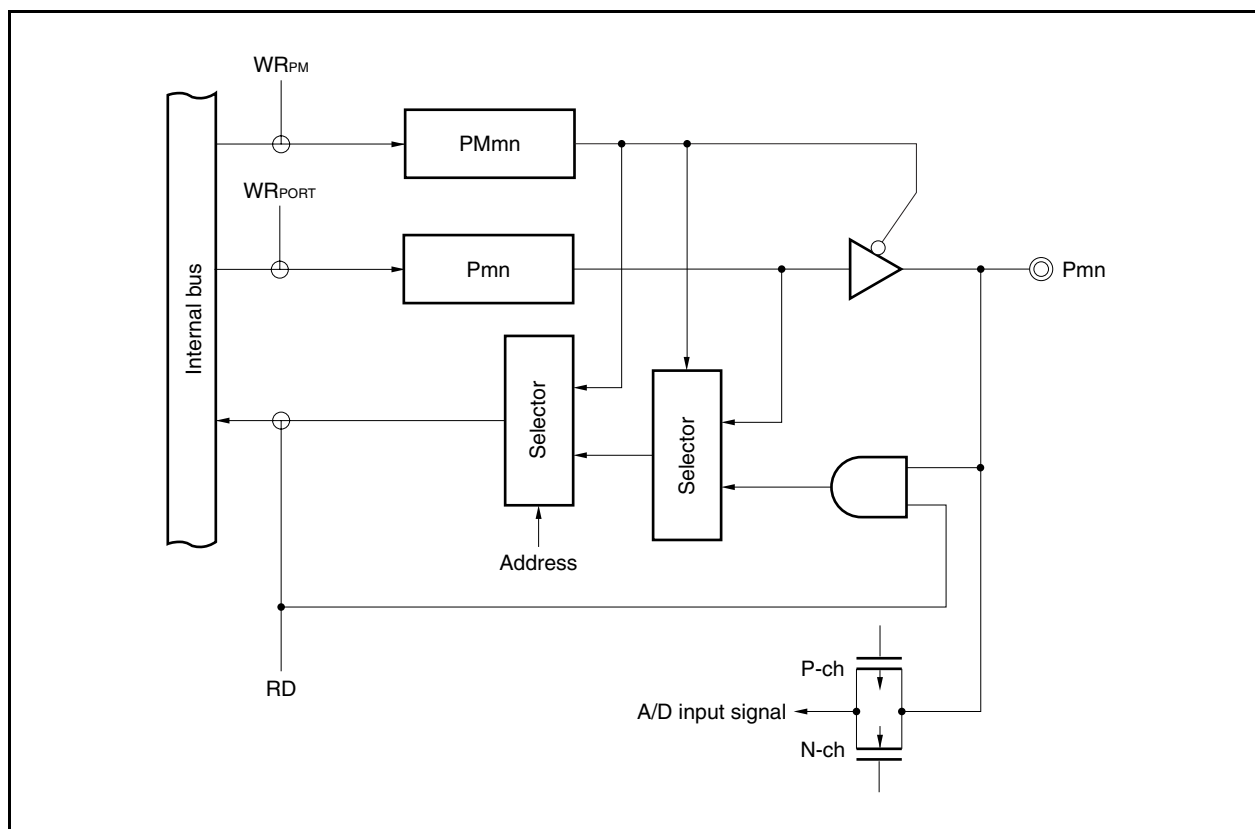 WRPM
PMmn
WRPORT
Pmn
Pmn
Internal bus
Selector
Selector
Address
RD
P-ch
A/D input signal
N-ch